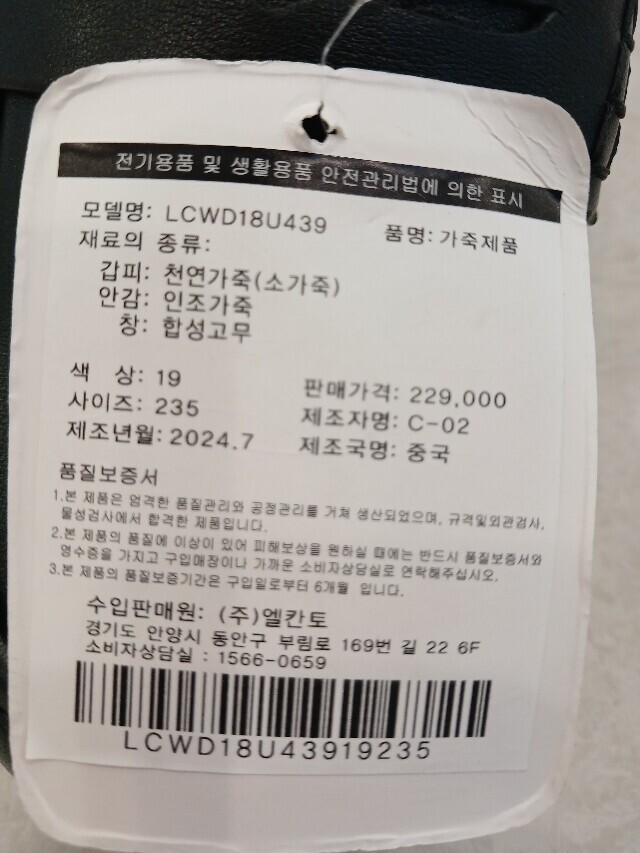 전기용품 및 생활용품 안전관리법에 의한 표시
모델명: LCWD18U439 품명: 가죽제품
재료의 종류:
갑피: 천연가죽(소가죽)
안감: 인조가죽
창: 합성고무
색 상: 19 판매가격: 229,000
사이즈: 235 제조자명: C-02
제조년월: 2024.7 제조국명: 중국
품질보증서
1.본 제품은 엄격한 품질관리와 공정관리를 거쳐 생산되었으며, 규격및외관검사,
물성검사에서 합격한 제품입니다.
2.본 제품의 품질에 이상이 있어 피해보상을 원하실 때에는 반드시 품질보증서와
영수증을 가지고 구입매장이나 가까운 소비자상담실로 연락해주십시오.
3.본 제품의 품질보증기간은 구입일로부터 6개월 입니다.
수입판매원: (주)엘칸토
경기도 안양시 동안구 부림로 169번 길 22 6F
소비자상담실 : 1566-0659
LCWD18U43919235